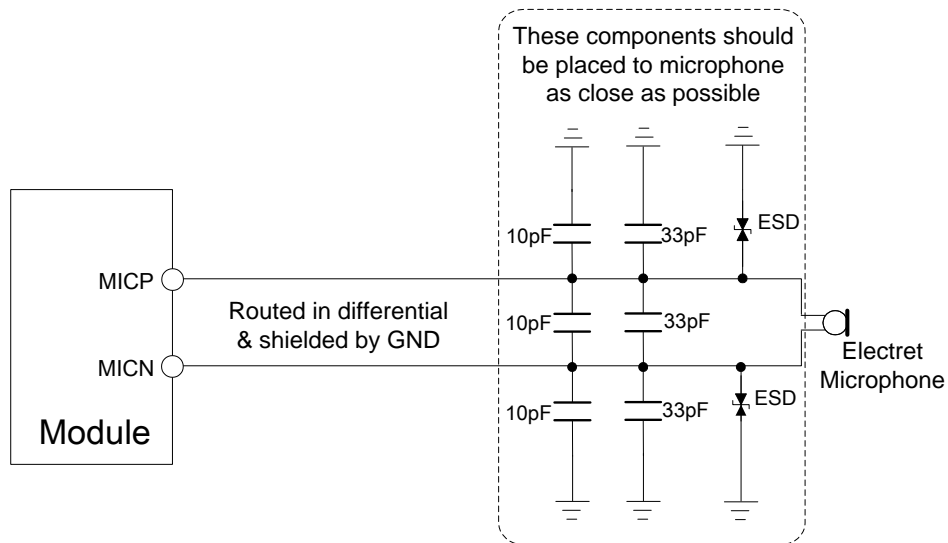 These components should
be placed to microphone
as close as possible
10pF
33pF
ESD
MICP
Routed in differential
& shielded by GND
10pF
33pF
MICN
Electret
Microphone
10pF
33pF
ESD
Module